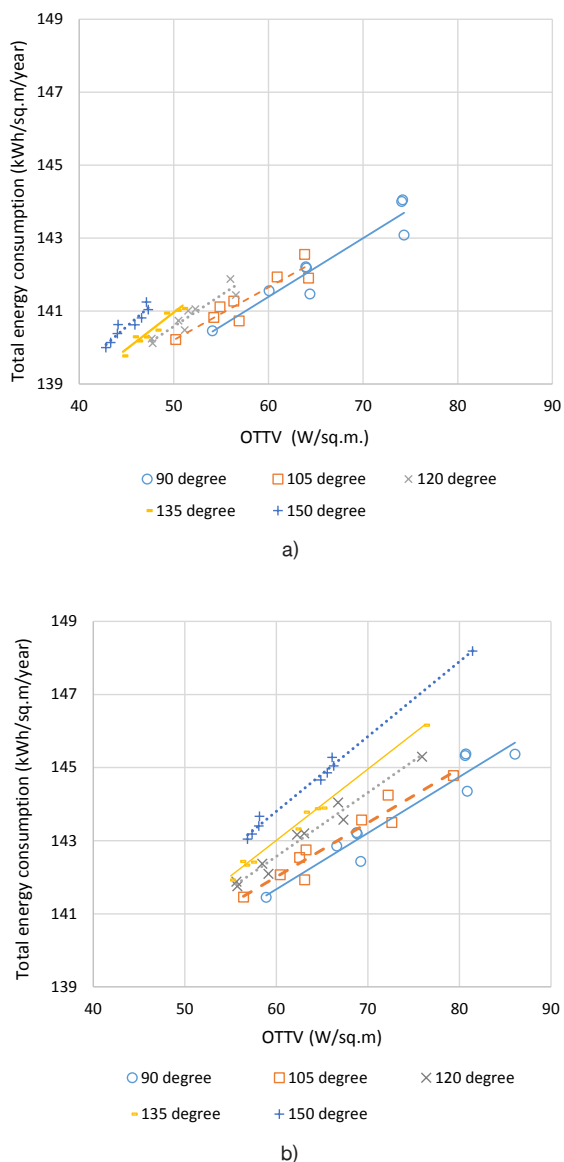 149
147
145
143
141
139
Total energy consumption (kWh/sq.m/year)
40 50 60 70 80 90
OTTV (W/sq.m.)
90 degree 105 degree 120 degree
135 degree 150 degree
a)
149
147
145
143
141
139
Total energy consumption (kWh/sq.m/year)
40 50 60 70 80 90
OTTV (W/sq.m)
90 degree 105 degree 120 degree
135 degree 150 degree
b)